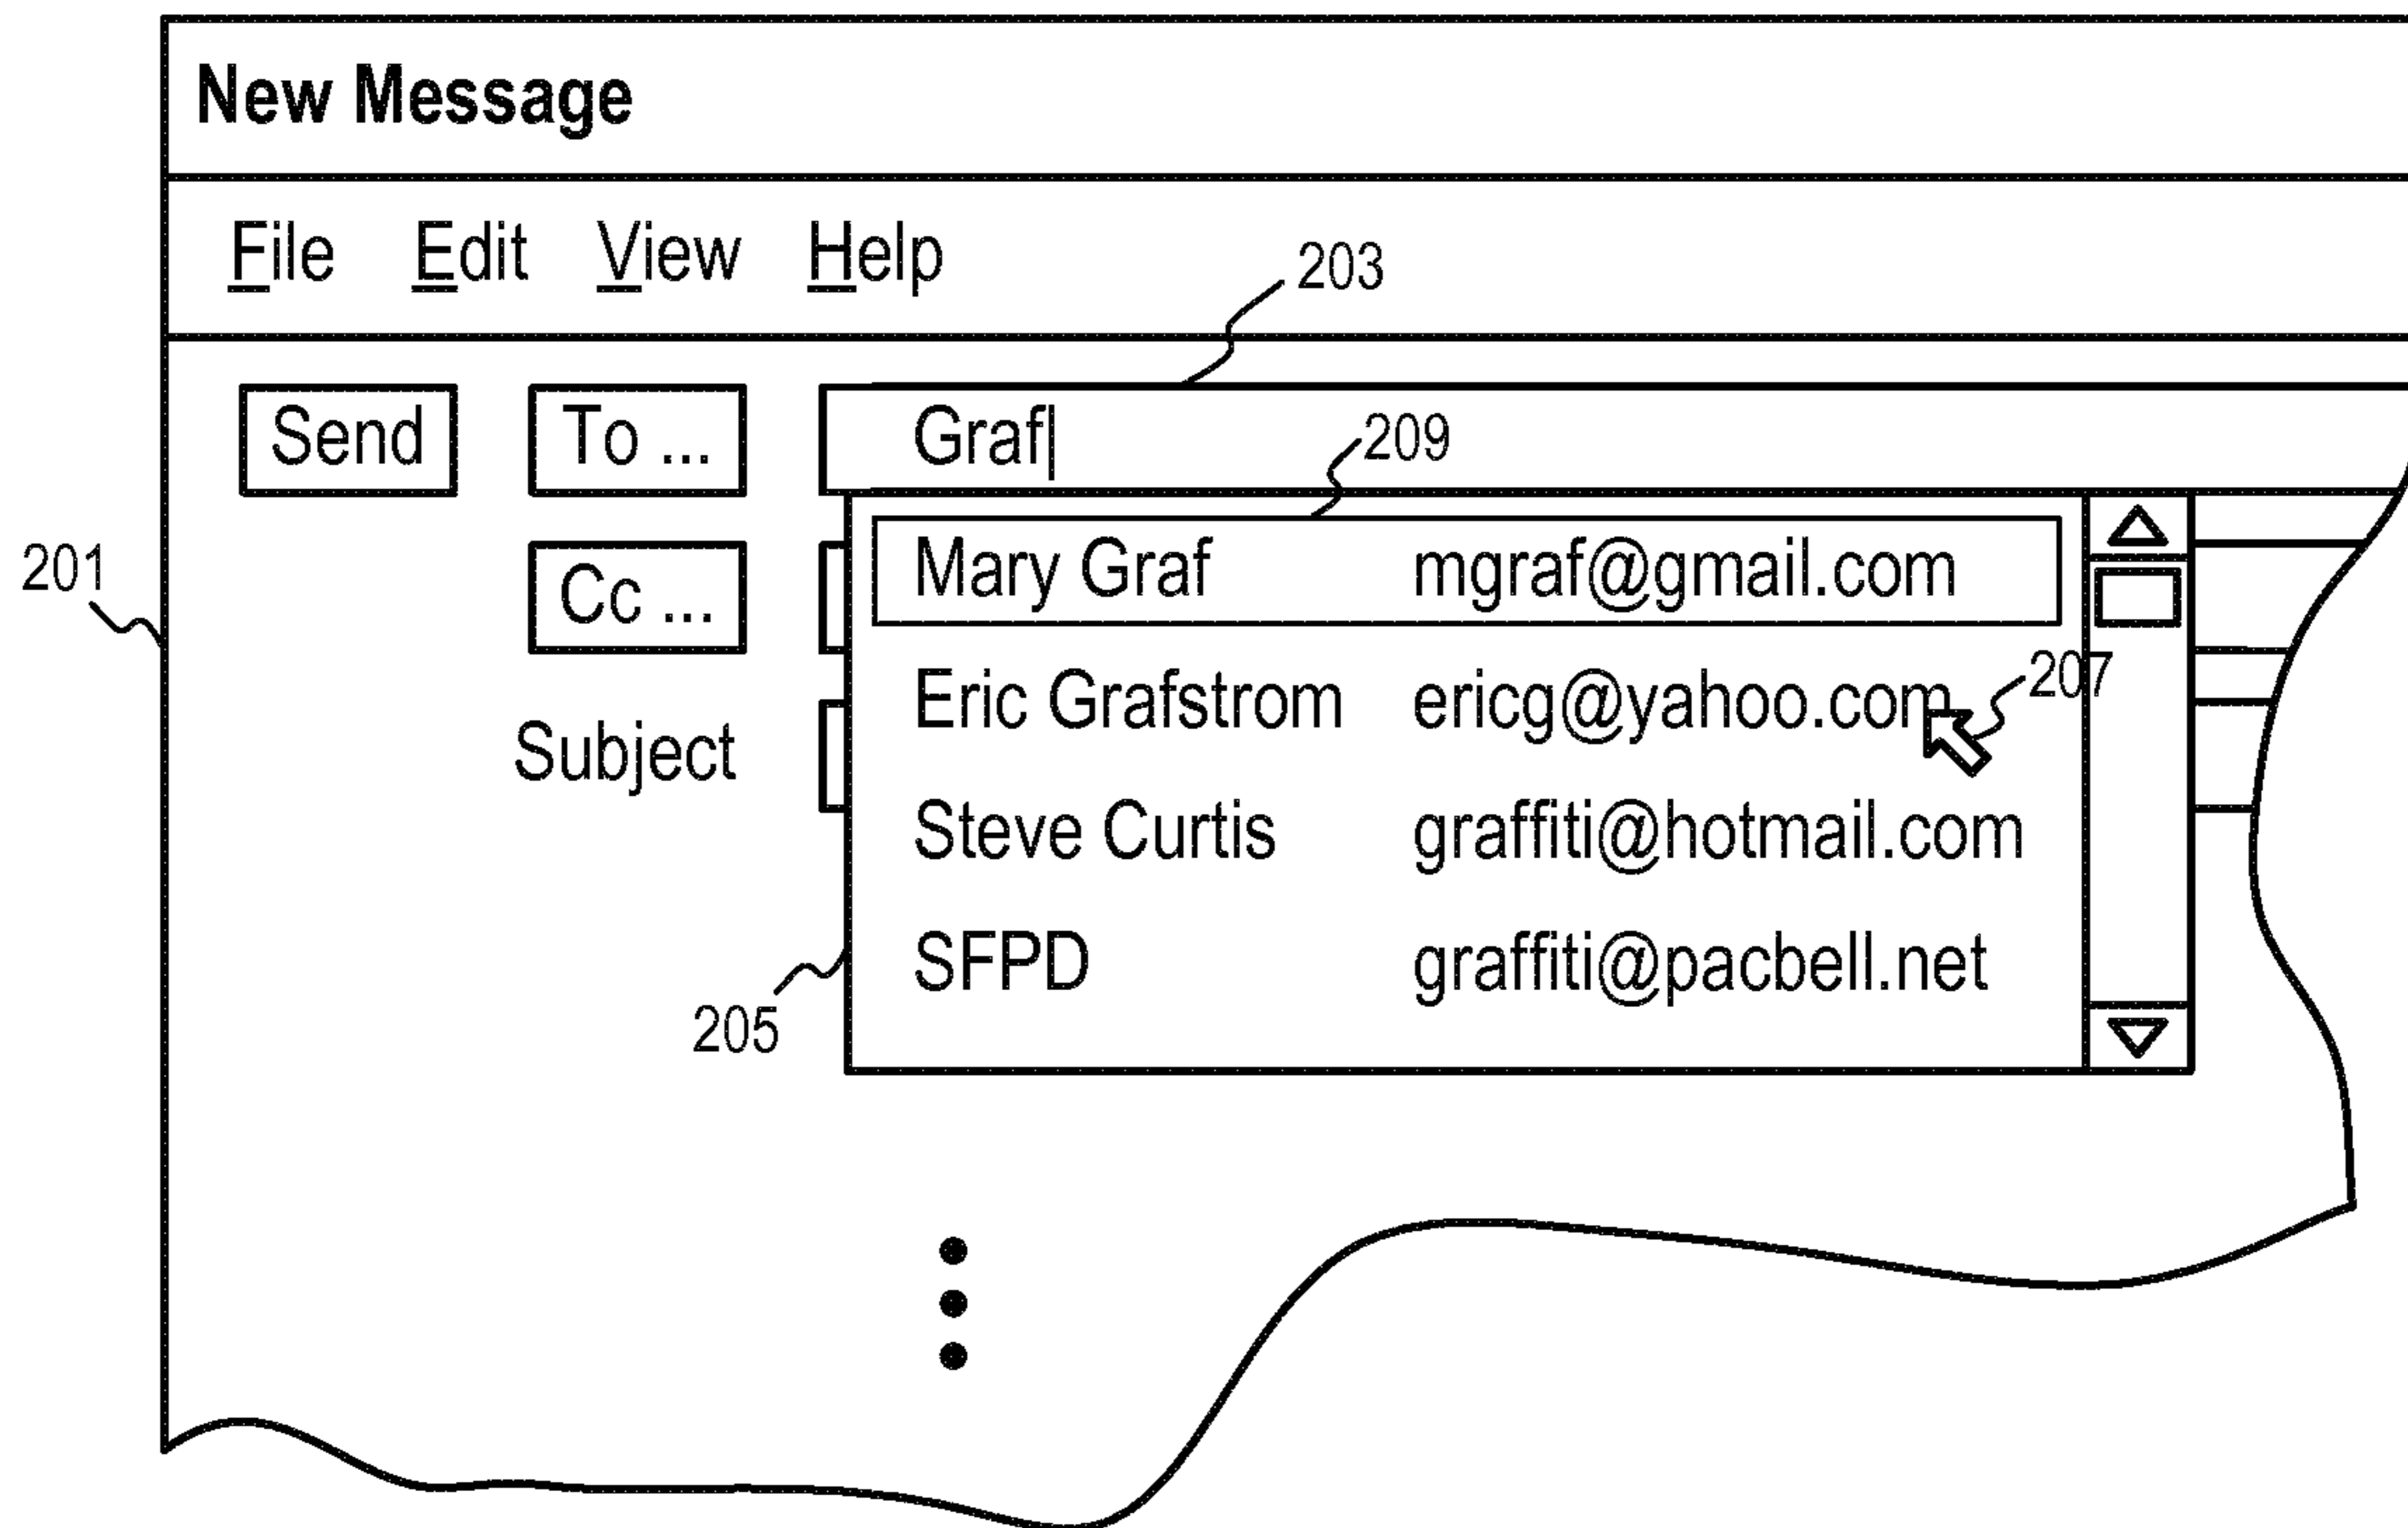 New Message
File Edit View Help
203
Send To ... Graf
209
201
Cc ... Mary Graf mgraf@gmail.com
Eric Grafstrom ericg@yahoo.com 207
Subject
Steve Curtis graffiti@hotmail.com
SFPD graffiti@pacbell.net
205